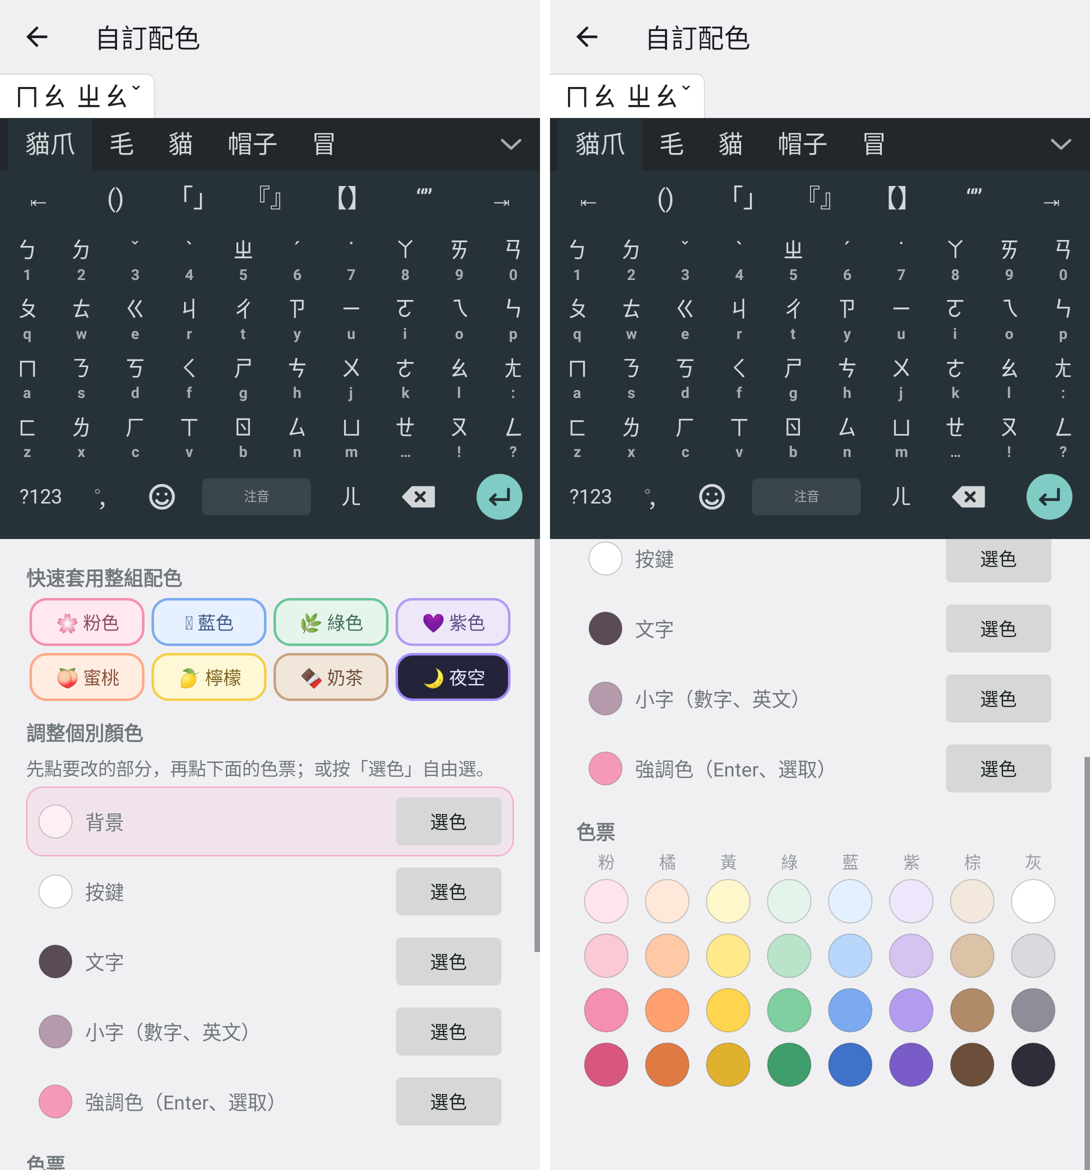 自訂配色
ㄇㄠ ㄓㄠˇ
貓爪 毛 貓 帽子 冒
← () 「」 『』 【】 “” →
ㄅ ㄉ ˇ ˋ ㄓ ˊ ˙ ㄚ ㄞ ㄢ
1 2 3 4 5 6 7 8 9 0
ㄆ ㄊ ㄍ ㄐ ㄔ ㄗ ㄧ ㄛ ㄟ ㄣ
q w e r t y u i o p
ㄇ ㄋ ㄎ ㄑ ㄕ ㄘ ㄨ ㄜ ㄠ ㄤ
a s d f g h j k l :
ㄈ ㄌ ㄏ ㄒ ㄖ ㄙ ㄩ ㄝ ㄡ ㄥ
z x c v b n m … ! ?
?123 °, 注音 ㄦ
快速套用整組配色
🌸 粉色 藍色 🌿 綠色 💜 紫色
🍑 蜜桃 🍋 檸檬 🍫 奶茶 🌙 夜空
調整個別顏色
先點要改的部分，再點下面的色票；或按「選色」自由選。
背景 選色
按鍵 選色
文字 選色
小字（數字、英文） 選色
強調色（Enter、選取） 選色
色票
自訂配色
ㄇㄠ ㄓㄠˇ
貓爪 毛 貓 帽子 冒
← () 「」 『』 【】 “” →
ㄅ ㄉ ˇ ˋ ㄓ ˊ ˙ ㄚ ㄞ ㄢ
1 2 3 4 5 6 7 8 9 0
ㄆ ㄊ ㄍ ㄐ ㄔ ㄗ ㄧ ㄛ ㄟ ㄣ
q w e r t y u i o p
ㄇ ㄋ ㄎ ㄑ ㄕ ㄘ ㄨ ㄜ ㄠ ㄤ
a s d f g h j k l :
ㄈ ㄌ ㄏ ㄒ ㄖ ㄙ ㄩ ㄝ ㄡ ㄥ
z x c v b n m … ! ?
?123 °, 注音 ㄦ
按鍵 選色
文字 選色
小字（數字、英文） 選色
強調色（Enter、選取） 選色
色票
粉 橘 黃 綠 藍 紫 棕 灰